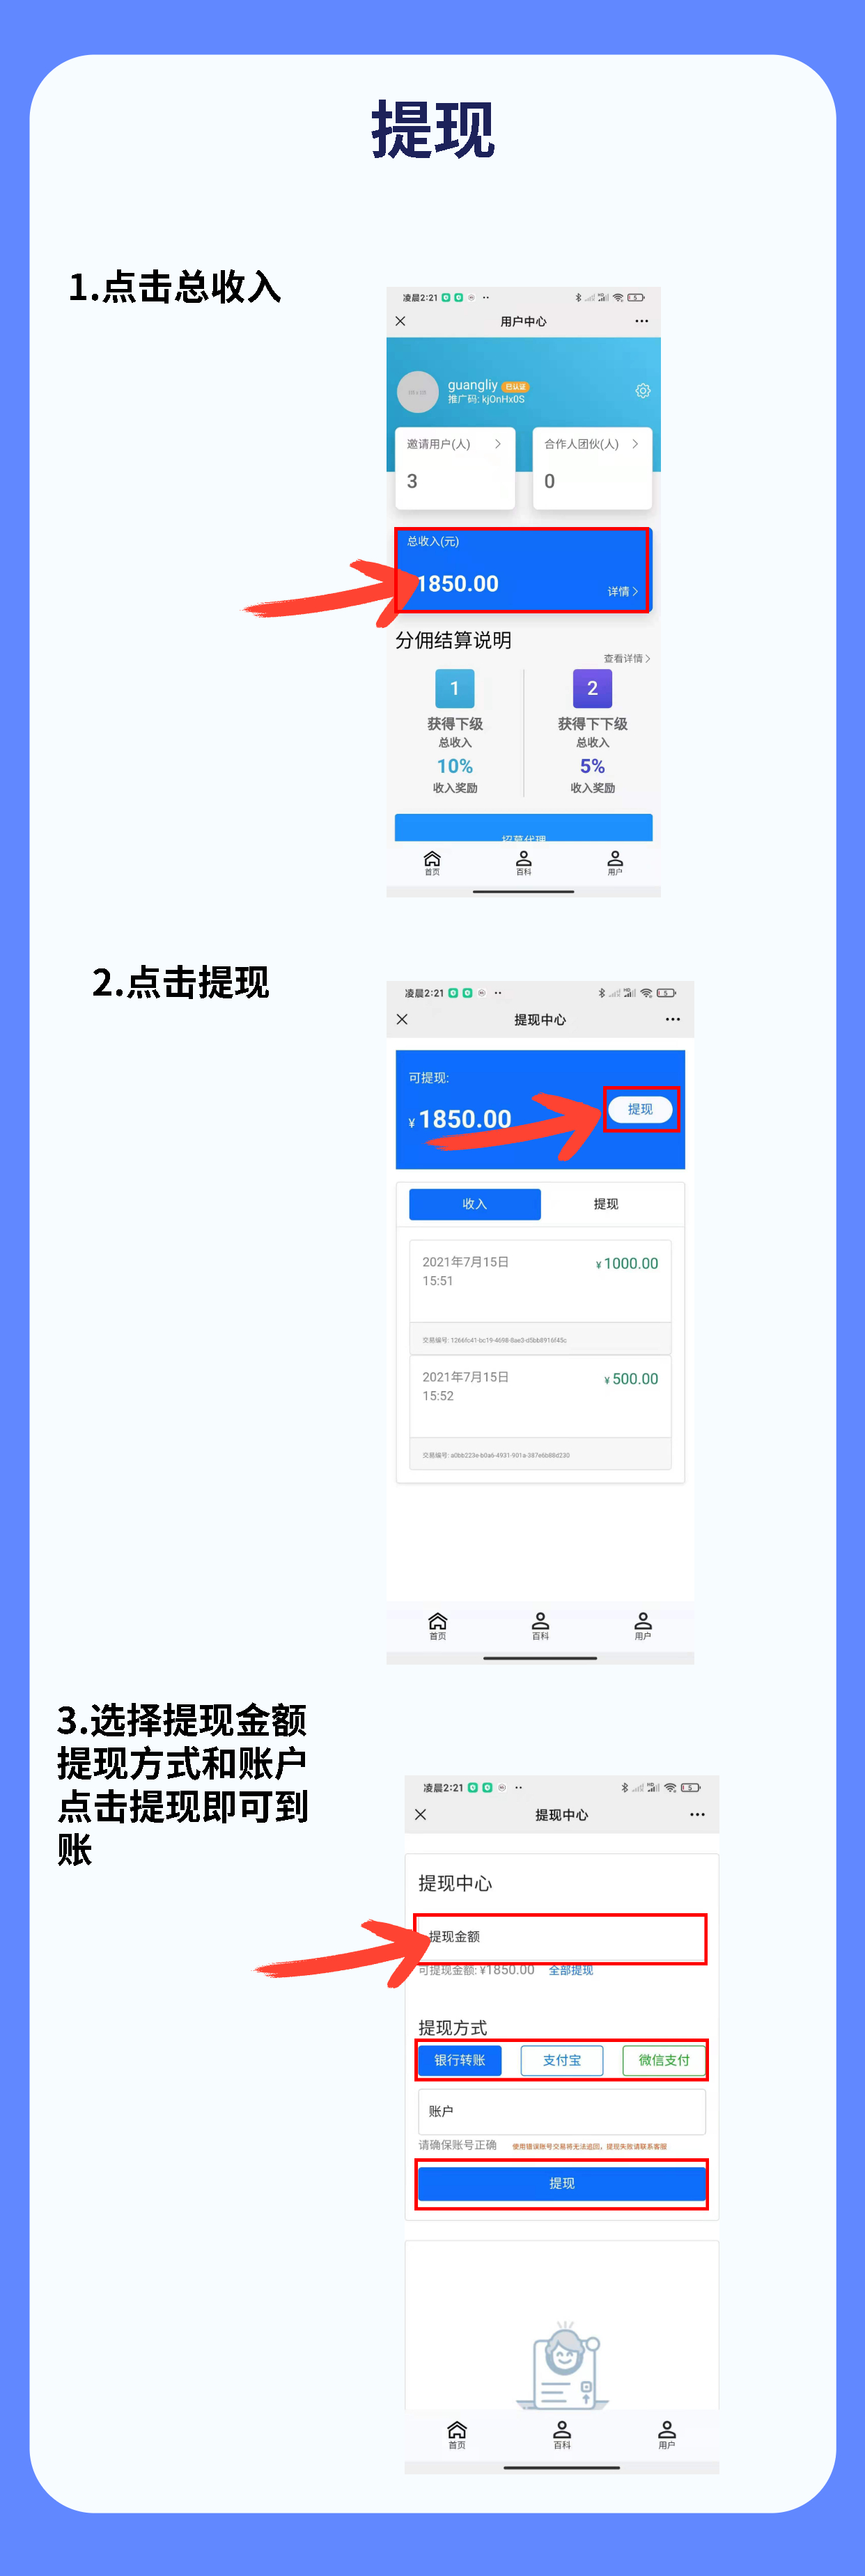 提现
1.点击总收入
凌晨2:21
用户中心
guangliy 已认证
推广码: kjOnHx0S
邀请用户(人)
合作人团伙(人)
3
0
总收入(元)
1850.00
详情
分佣结算说明
查看详情
1
2
获得下级
获得下下级
总收入
总收入
10%
5%
收入奖励
收入奖励
招募代理
首页
百科
用户
2.点击提现
凌晨2:21
提现中心
可提现:
¥ 1850.00
提现
收入
提现
2021年7月15日
¥ 1000.00
15:51
交易编号: 1266fc41-bc19-4698-8ae3-d5bb8916f45c
2021年7月15日
¥ 500.00
15:52
交易编号: a0bb223e-b0a6-4931-901a-387e6b88d230
首页
百科
用户
3.选择提现金额
提现方式和账户
点击提现即可到
账
凌晨2:21
提现中心
提现中心
提现金额
可提现金额: ¥1850.00 全部提现
提现方式
银行转账
支付宝
微信支付
账户
请确保账号正确 使用错误账号交易将无法追回，提现失败请联系客服
提现
首页
百科
用户